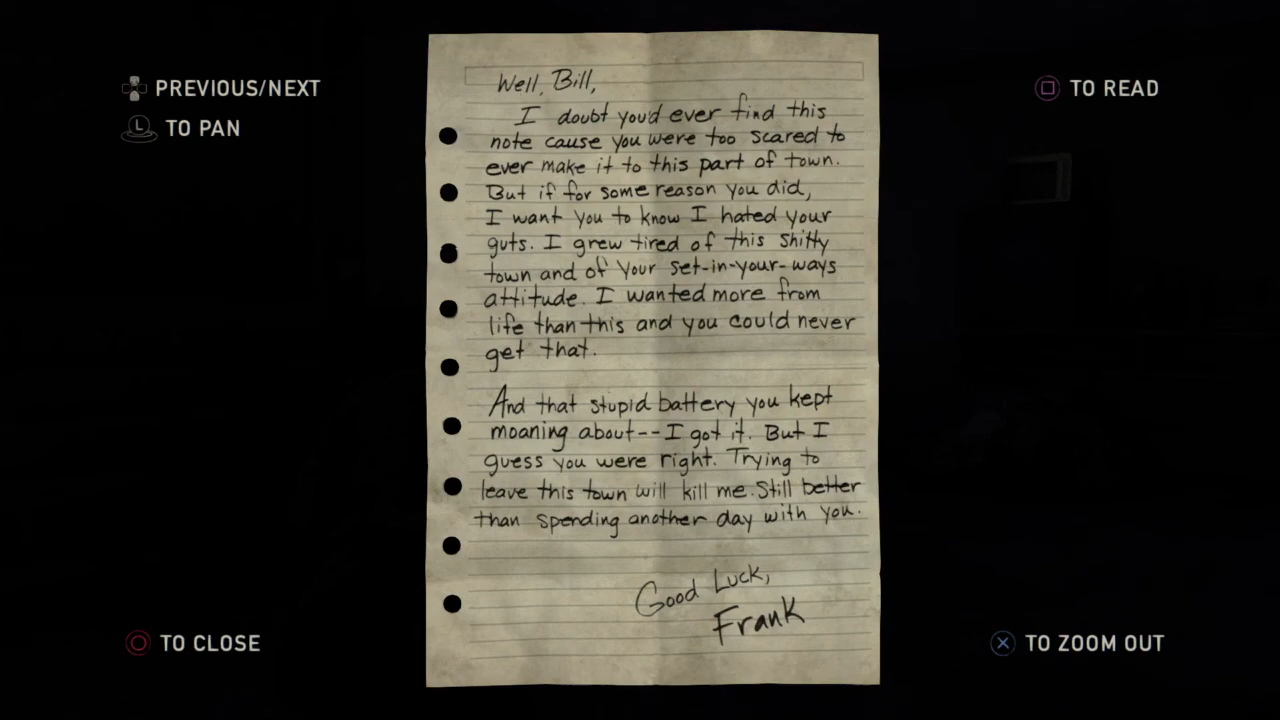 PREVIOUS/NEXT
L TO PAN
TO READ
Well, Bill,
I doubt you'd ever find this
note cause you were too scared to
ever make it to this part of town.
But if for some reason you did,
I want you to know I hated your
guts. I grew tired of this shitty
town and of your set-in-your-ways
attitude. I wanted more from
life than this and you could never
get that.
And that stupid battery you kept
moaning about--I got it. But I
guess you were right. Trying to
leave this town will kill me. Still better
than spending another day with you.
Good Luck,
Frank
TO CLOSE
TO ZOOM OUT